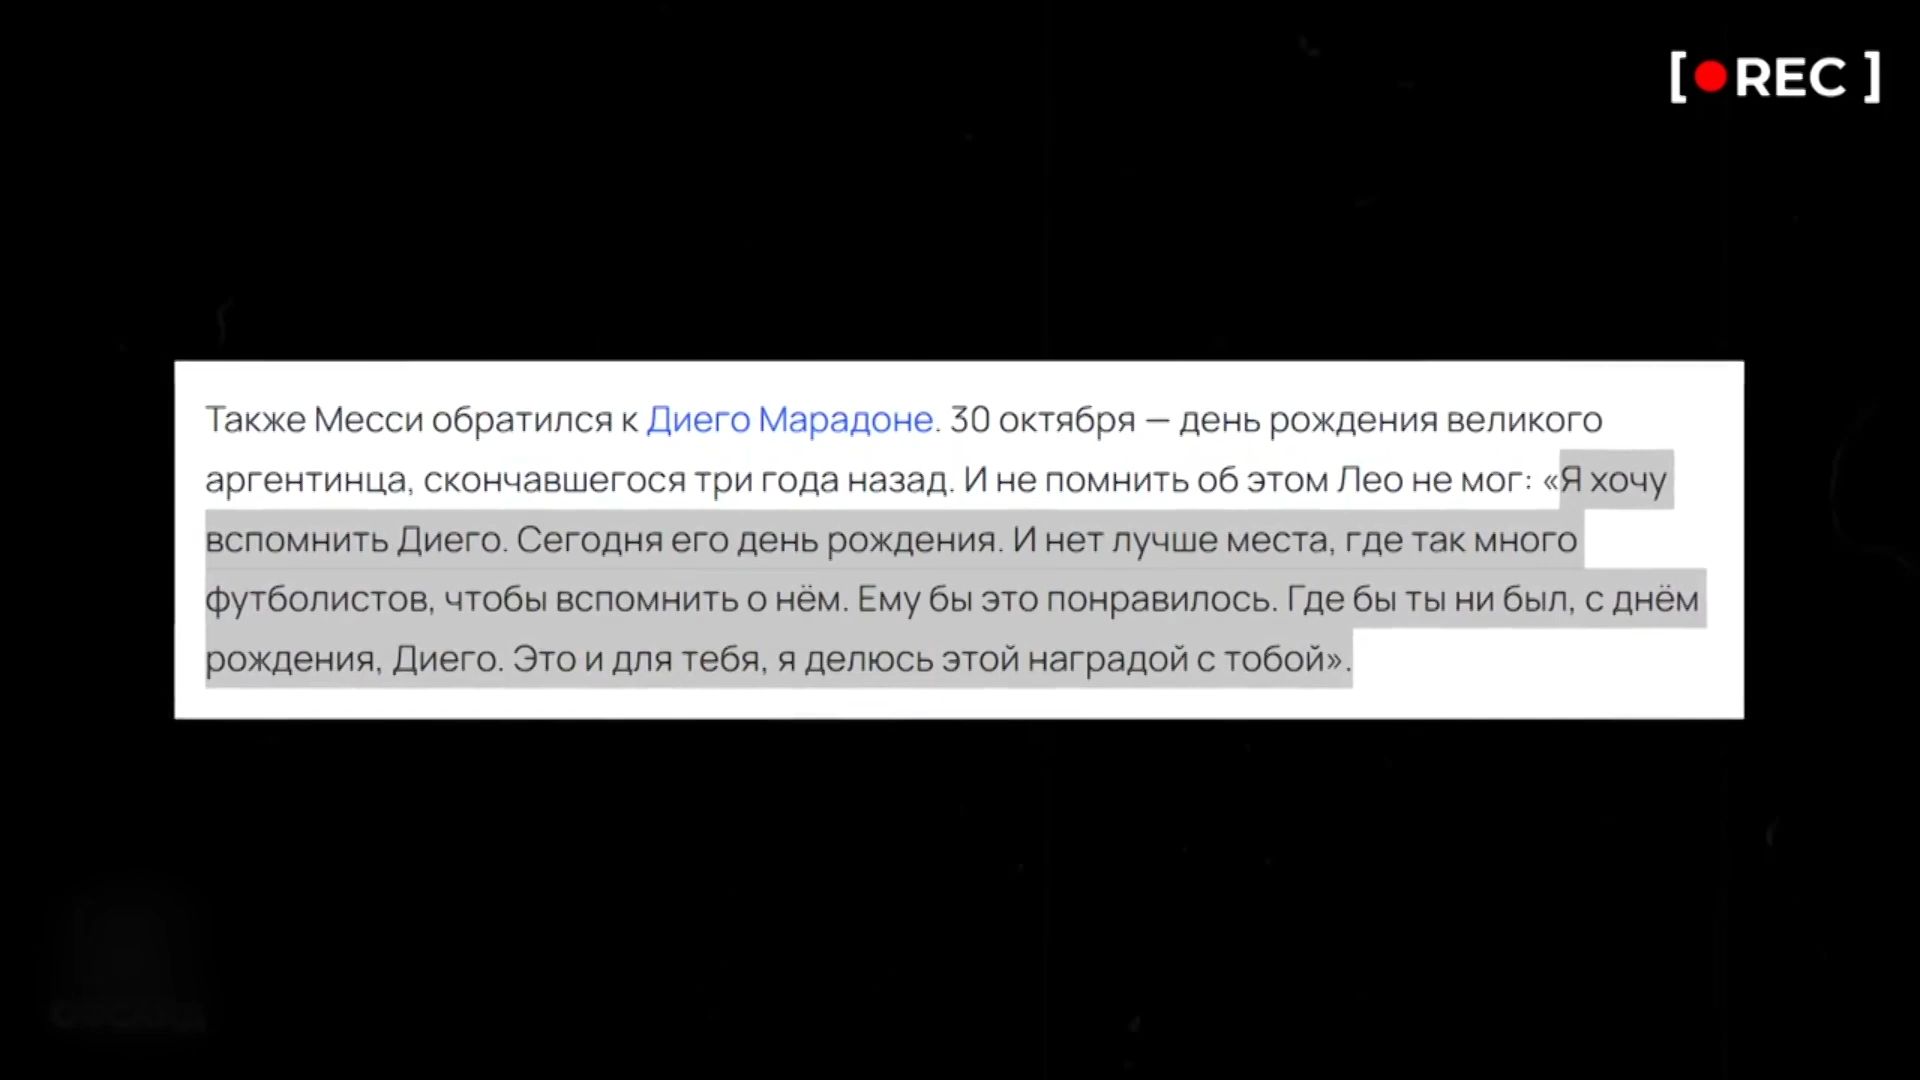 [●REC ]
Также Месси обратился к Диего Марадоне. 30 октября — день рождения великого
аргентинца, скончавшегося три года назад. И не помнить об этом Лео не мог: «Я хочу
вспомнить Диего. Сегодня его день рождения. И нет лучше места, где так много
футболистов, чтобы вспомнить о нём. Ему бы это понравилось. Где бы ты ни был, с днём
рождения, Диего. Это и для тебя, я делюсь этой наградой с тобой».